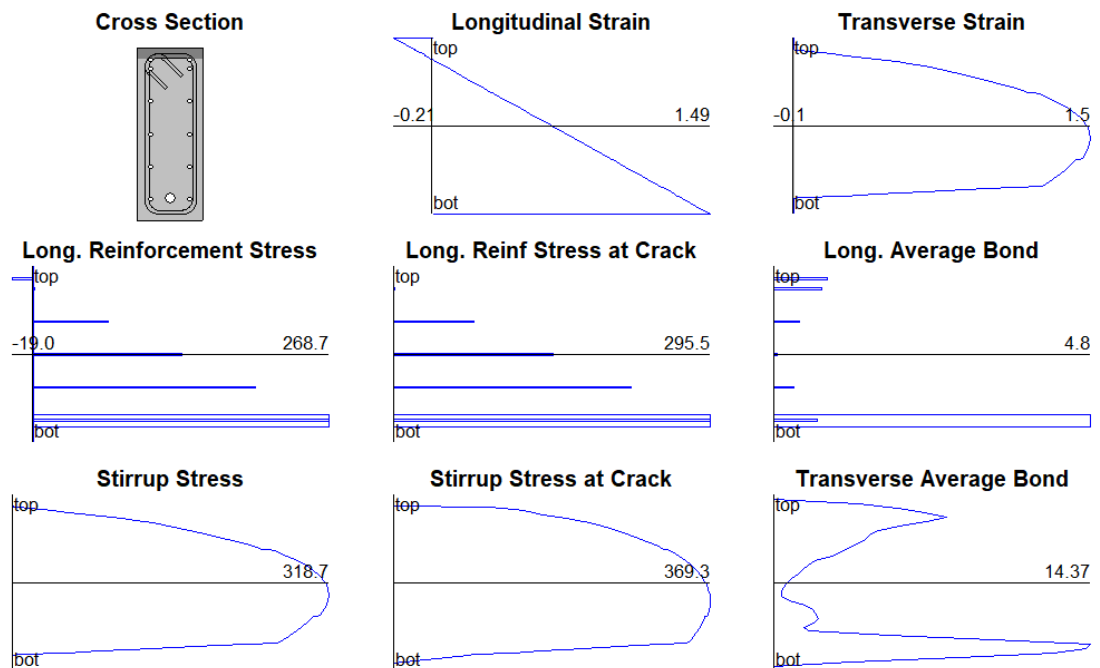 Cross Section
Longitudinal Strain
top
-0.21
1.49
bot
Transverse Strain
top
-0.1
1.5
bot
Long. Reinforcement Stress
top
-19.0
268.7
bot
Long. Reinf Stress at Crack
top
295.5
bot
Long. Average Bond
top
4.8
bot
Stirrup Stress
top
318.7
bot
Stirrup Stress at Crack
top
369.3
bot
Transverse Average Bond
top
14.37
bot